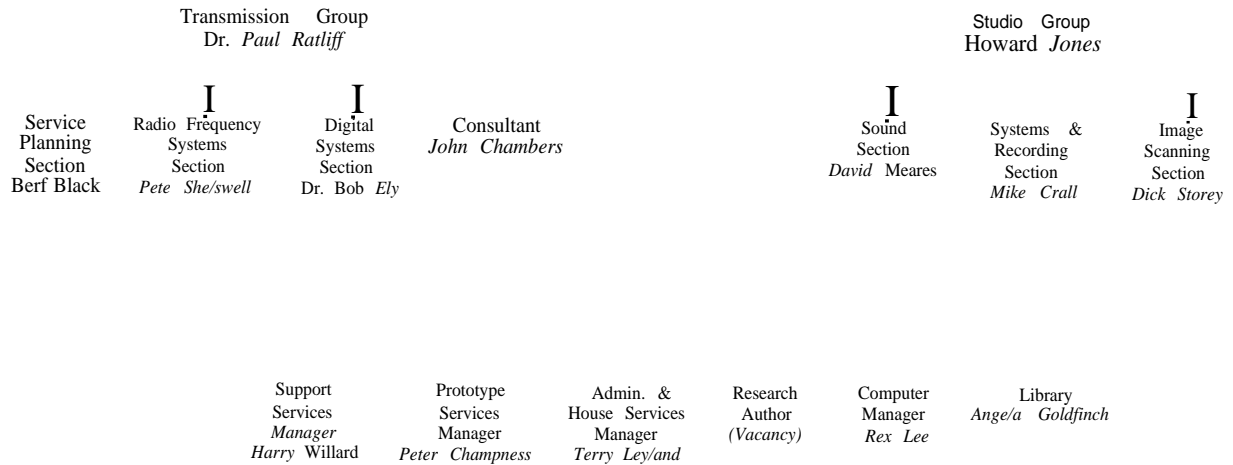 Transmission Group
Dr. Paul Ratliff
Studio Group
Howard Jones
I
I
I
I
Service
Planning
Section
Berf Black
Radio Frequency
Systems
Section
Pete She/swell
Digital
Systems
Section
Dr. Bob Ely
Consultant
John Chambers
Sound
Section
David Meares
Systems &
Recording
Section
Mike Crall
Image
Scanning
Section
Dick Storey
Support
Services
Manager
Harry Willard
Prototype
Services
Manager
Peter Champness
Admin. &
House Services
Manager
Terry Ley/and
Research
Author
(Vacancy)
Computer
Manager
Rex Lee
Library
Ange/a Goldfinch